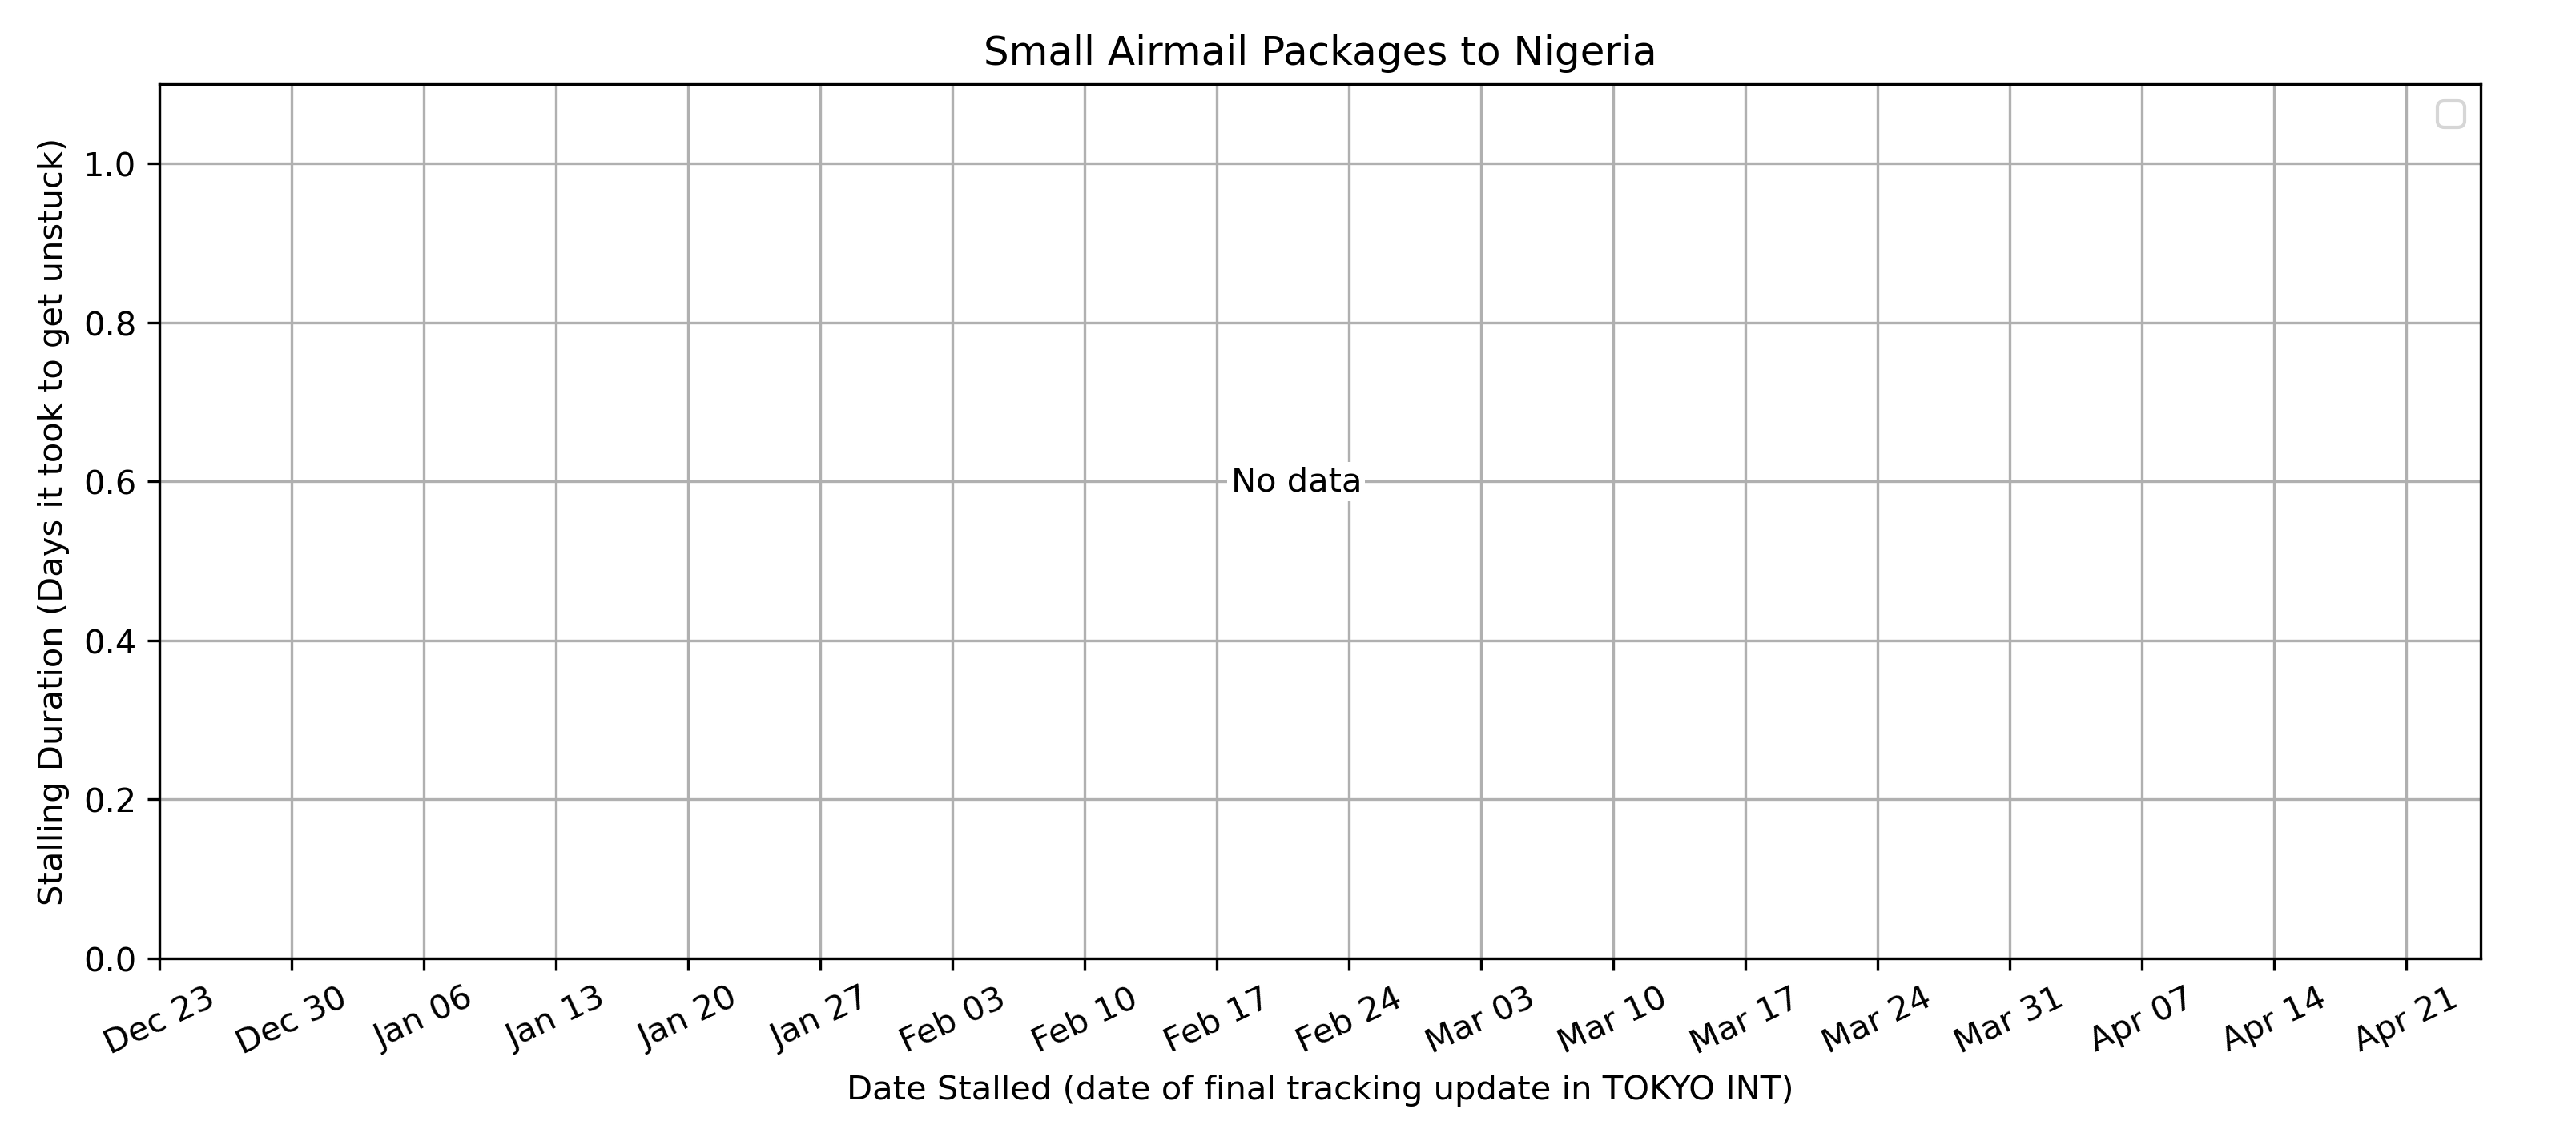 Small Airmail Packages to Nigeria
Stalling Duration (Days it took to get unstuck)
1.0
0.8
0.6
0.4
0.2
0.0
No data
Dec 23
Dec 30
Jan 06
Jan 13
Jan 20
Jan 27
Feb 03
Feb 10
Feb 17
Feb 24
Mar 03
Mar 10
Mar 17
Mar 24
Mar 31
Apr 07
Apr 14
Apr 21
Date Stalled (date of final tracking update in TOKYO INT)